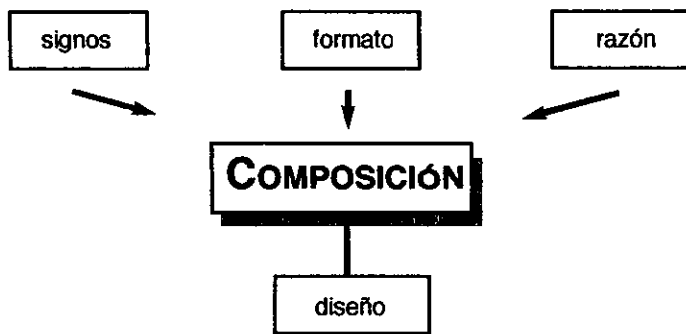 signos
formato
razón
COMPOSICIÓN
diseño